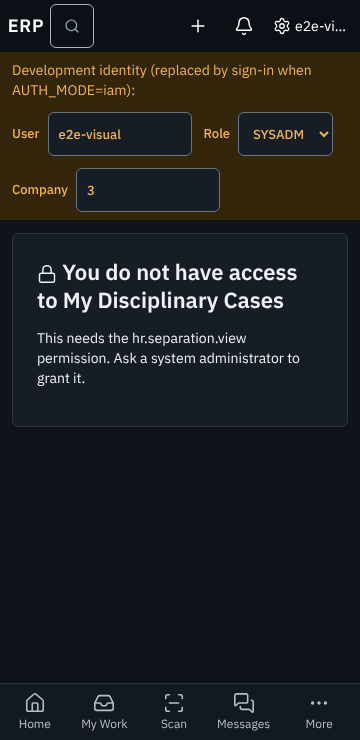 ERP
e2e-vi...
Development identity (replaced by sign-in when
AUTH_MODE=iam):
User
e2e-visual
Role
SYSADM
Company
3
You do not have access
to My Disciplinary Cases
This needs the hr.separation.view
permission. Ask a system administrator to
grant it.
Home
My Work
Scan
Messages
More